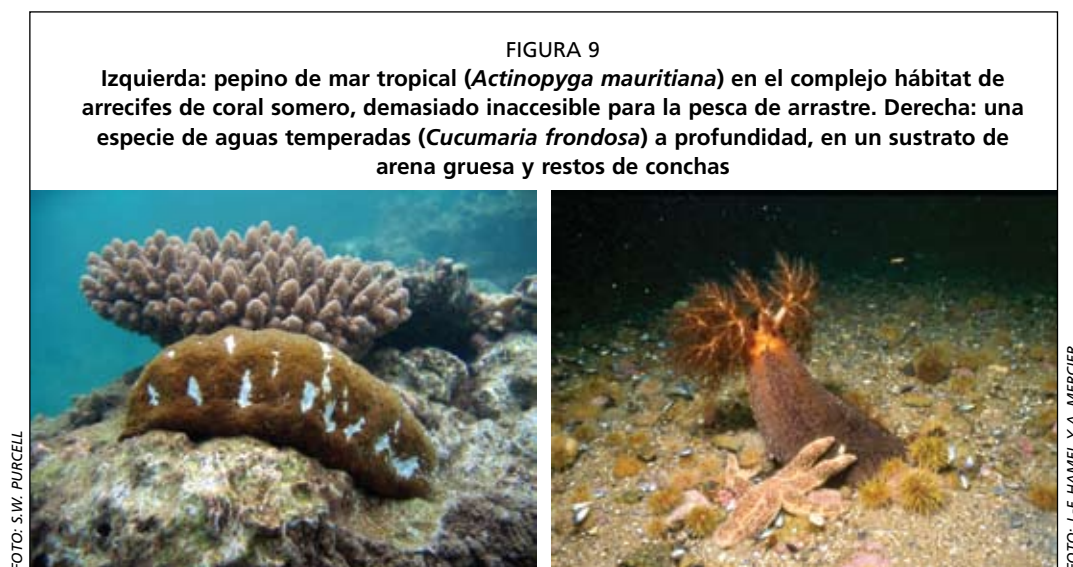 FIGURA 9
Izquierda: pepino de mar tropical (Actinopyga mauritiana) en el complejo hábitat de
arrecifes de coral somero, demasiado inaccesible para la pesca de arrastre. Derecha: una
especie de aguas temperadas (Cucumaria frondosa) a profundidad, en un sustrato de
arena gruesa y restos de conchas
FOTO: S.W. PURCELL
FOTO: J.-F. HAMEL Y A. MERCIER